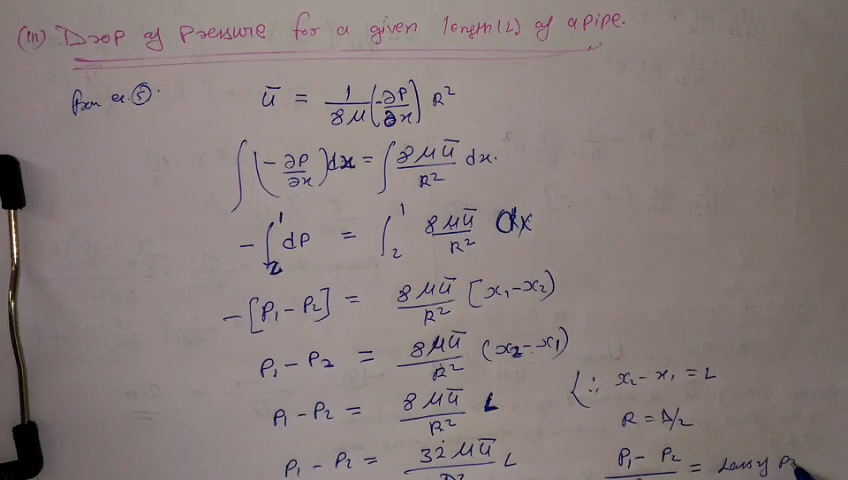 (iii) Drop of Pressure for a given length (L) of a pipe.
from eq. ⑤. ū = 1/8μ (-∂P/∂x) R²
∫(-∂P/∂x)dx = ∫ 8μū/R² dx.
-∫₂¹ dP = ∫₂¹ 8μū/R² dx
-[P₁-P₂] = 8μū/R² [x₁-x₂]
P₁-P₂ = 8μū/R² (x₂-x₁)
{∵ x₂-x₁ = L
P₁-P₂ = 8μū/R² L
R = D/2
P₁-P₂ = 32μū/D² L
P₁-P₂ = Loss of